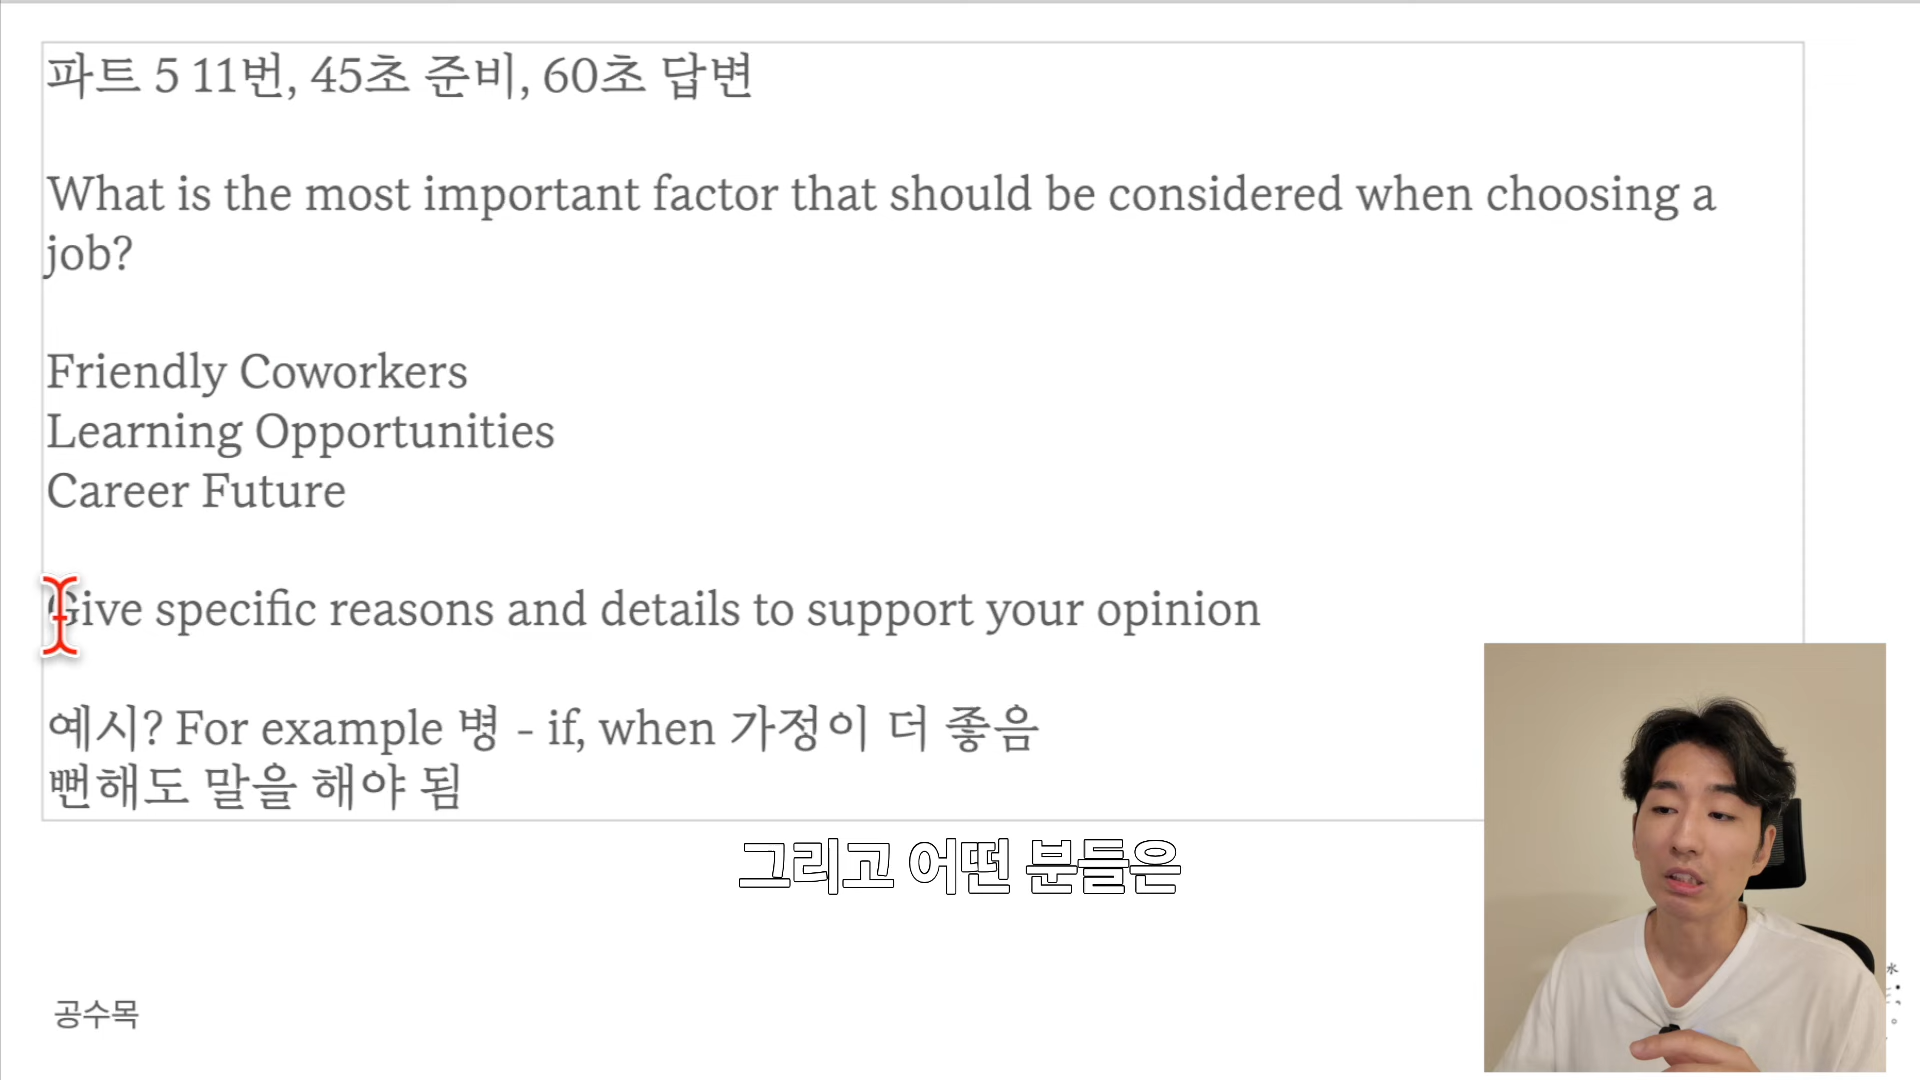 파트 5 11번, 45초 준비, 60초 답변
What is the most important factor that should be considered when choosing a
job?
Friendly Coworkers
Learning Opportunities
Career Future
Give specific reasons and details to support your opinion
예시? For example 병 - if, when 가정이 더 좋음
뻔해도 말을 해야 됨
그리고 어떤 분들은
공수목
水